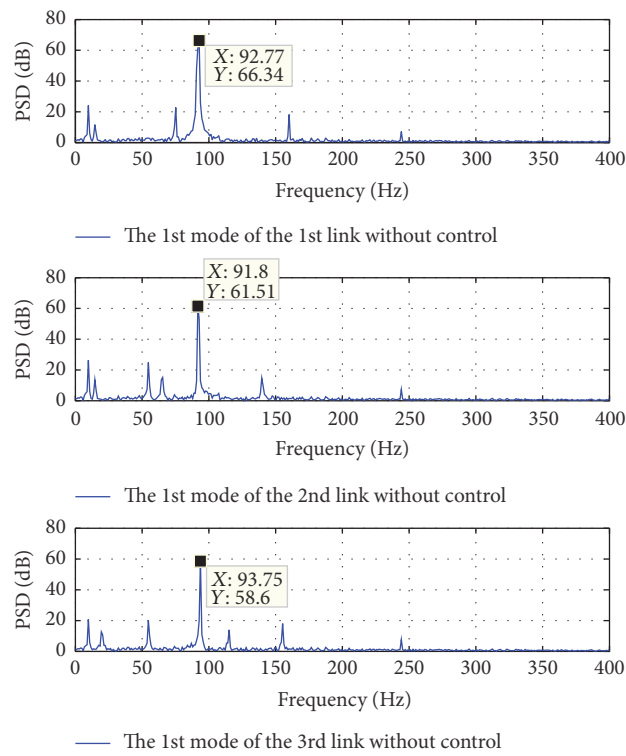 80
60
40
20
0
PSD (dB)
X: 92.77
Y: 66.34
0 50 100 150 200 250 300 350 400
Frequency (Hz)
The 1st mode of the 1st link without control
80
60
40
20
0
PSD (dB)
X: 91.8
Y: 61.51
0 50 100 150 200 250 300 350 400
Frequency (Hz)
The 1st mode of the 2nd link without control
80
60
40
20
0
PSD (dB)
X: 93.75
Y: 58.6
0 50 100 150 200 250 300 350 400
Frequency (Hz)
The 1st mode of the 3rd link without control